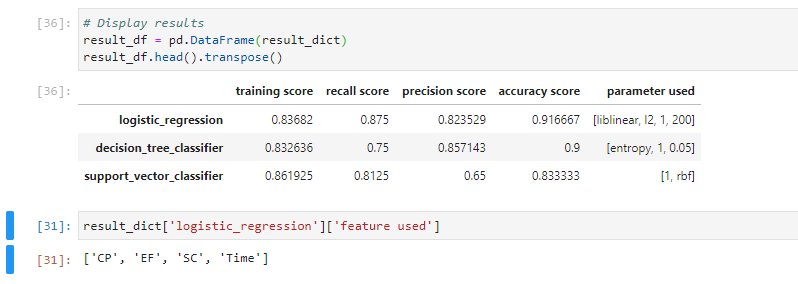 [36]: # Display results
result_df = pd.DataFrame(result_dict)
result_df.head().transpose()
[36]: training score recall score precision score accuracy score parameter used
logistic_regression 0.83682 0.875 0.823529 0.916667 [liblinear, l2, 1, 200]
decision_tree_classifier 0.832636 0.75 0.857143 0.9 [entropy, 1, 0.05]
support_vector_classifier 0.861925 0.8125 0.65 0.833333 [1, rbf]
[31]: result_dict['logistic_regression']['feature used']
[31]: ['CP', 'EF', 'SC', 'Time']